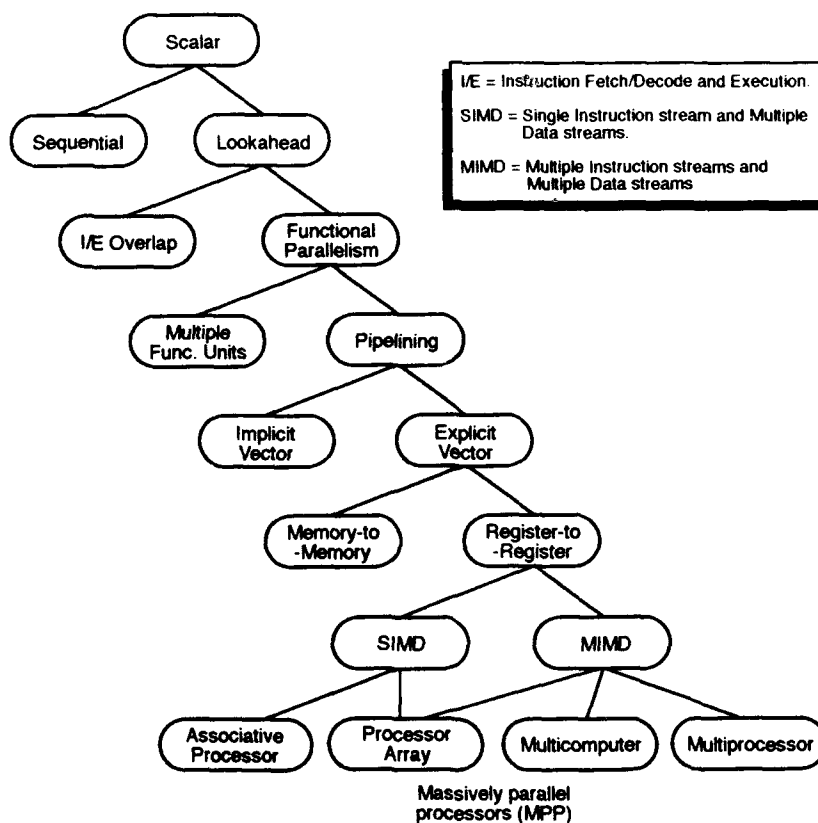 Scalar
I/E = Instruction Fetch/Decode and Execution.
SIMD = Single Instruction stream and Multiple
Data streams.
MIMD = Multiple Instruction streams and
Multiple Data streams
Sequential
Lookahead
I/E Overlap
Functional
Parallelism
Multiple
Func. Units
Pipelining
Implicit
Vector
Explicit
Vector
Memory-to
-Memory
Register-to
-Register
SIMD
MIMD
Associative
Processor
Processor
Array
Multicomputer
Multiprocessor
Massively parallel
processors (MPP)